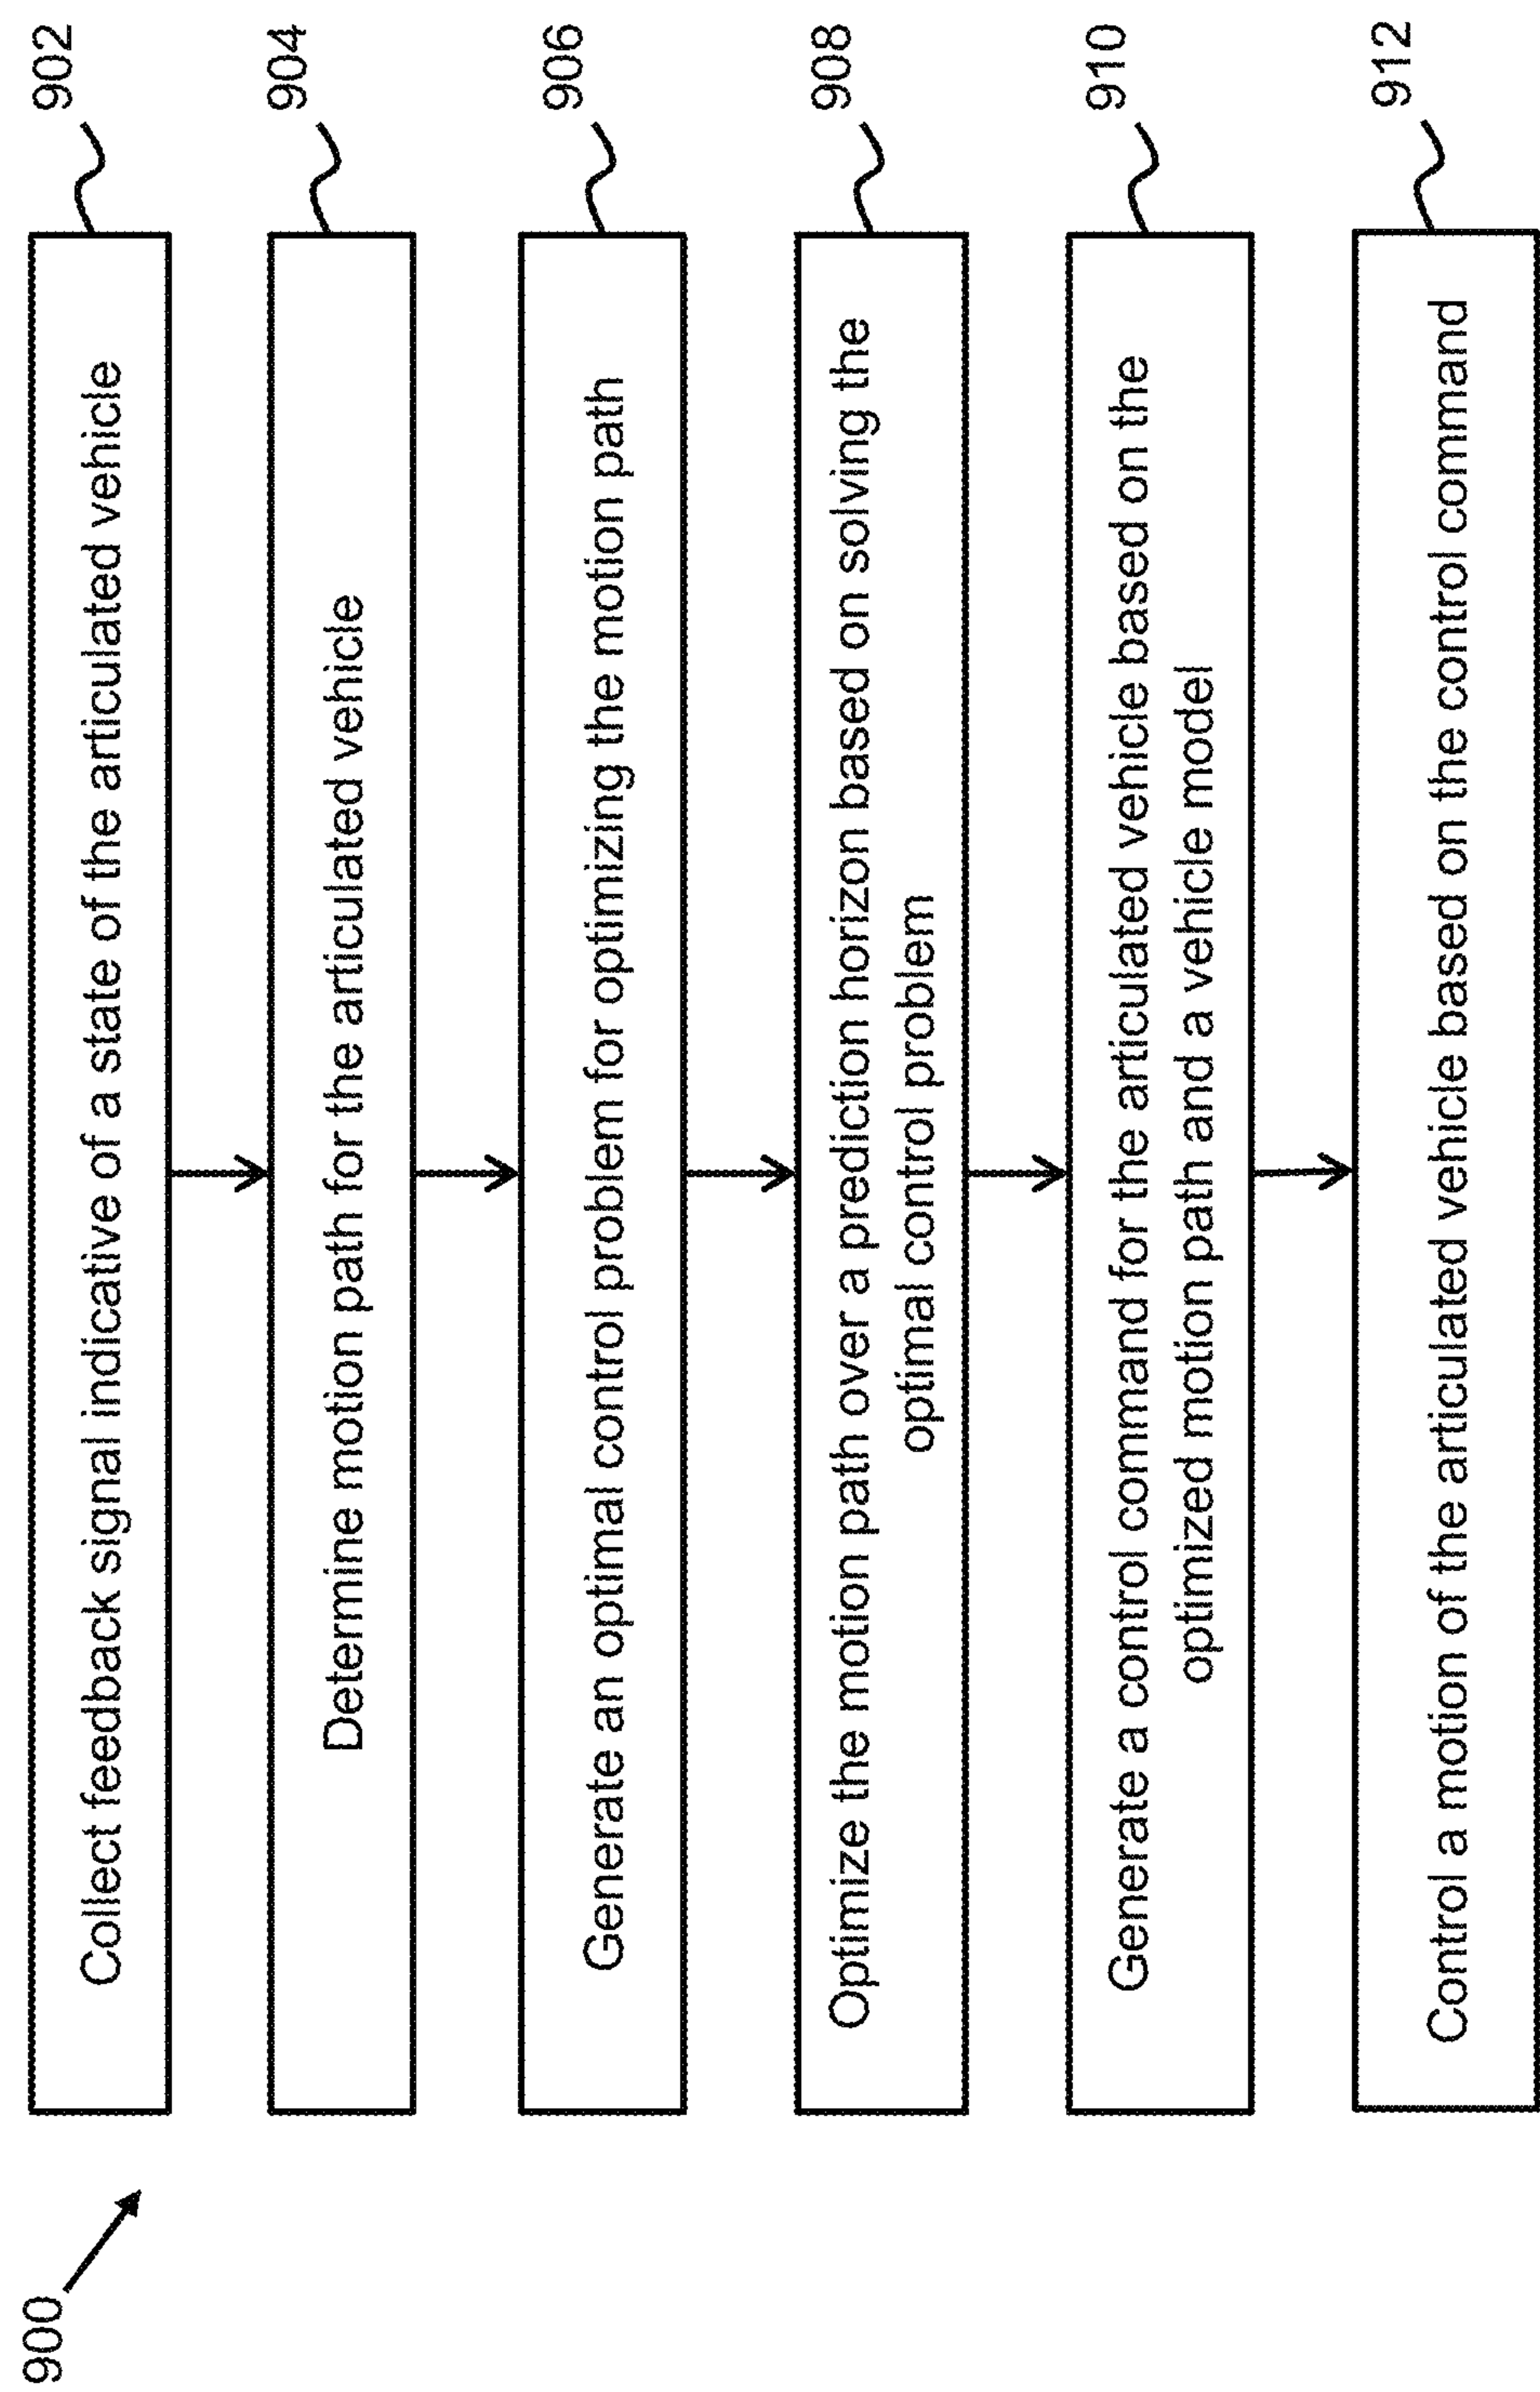 900
902
Collect feedback signal indicative of a state of the articulated vehicle
904
Determine motion path for the articulated vehicle
906
Generate an optimal control problem for optimizing the motion path
908
Optimize the motion path over a prediction horizon based on solving the
optimal control problem
910
Generate a control command for the articulated vehicle based on the
optimized motion path and a vehicle model
912
Control a motion of the articulated vehicle based on the control command